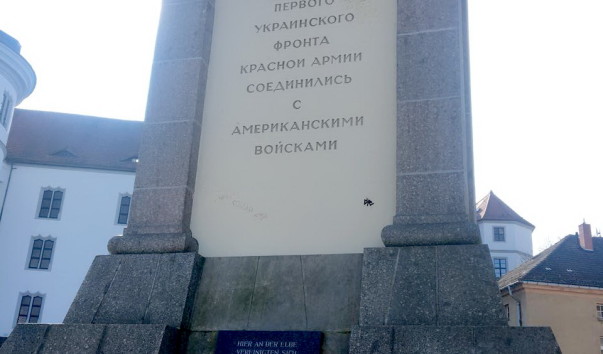 ПЕРВОГО
УКРАИНСКОГО
ФРОНТА
КРАСНОЙ АРМИИ
СОЕДИНИЛИСЬ
С
АМЕРИКАНСКИМИ
ВОЙСКАМИ
HIER AN DER ELBE
VEREINIGTEN SICH